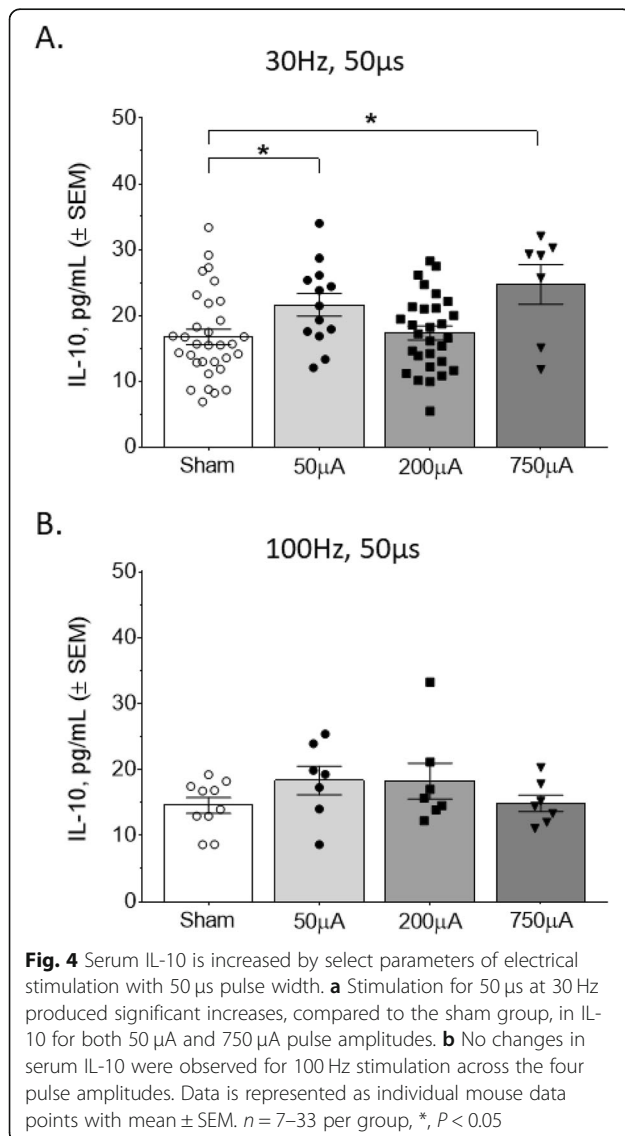 A.
30Hz, 50µs
IL-10, pg/mL (± SEM)
50
40
30
20
10
0
*
*
Sham 50µA 200µA 750µA
B.
100Hz, 50µs
IL-10, pg/mL (± SEM)
50
40
30
20
10
0
Sham 50µA 200µA 750µA
Fig. 4 Serum IL-10 is increased by select parameters of electrical
stimulation with 50 µs pulse width. a Stimulation for 50 µs at 30 Hz
produced significant increases, compared to the sham group, in IL-
10 for both 50 µA and 750 µA pulse amplitudes. b No changes in
serum IL-10 were observed for 100 Hz stimulation across the four
pulse amplitudes. Data is represented as individual mouse data
points with mean ± SEM. n = 7–33 per group, *, P < 0.05